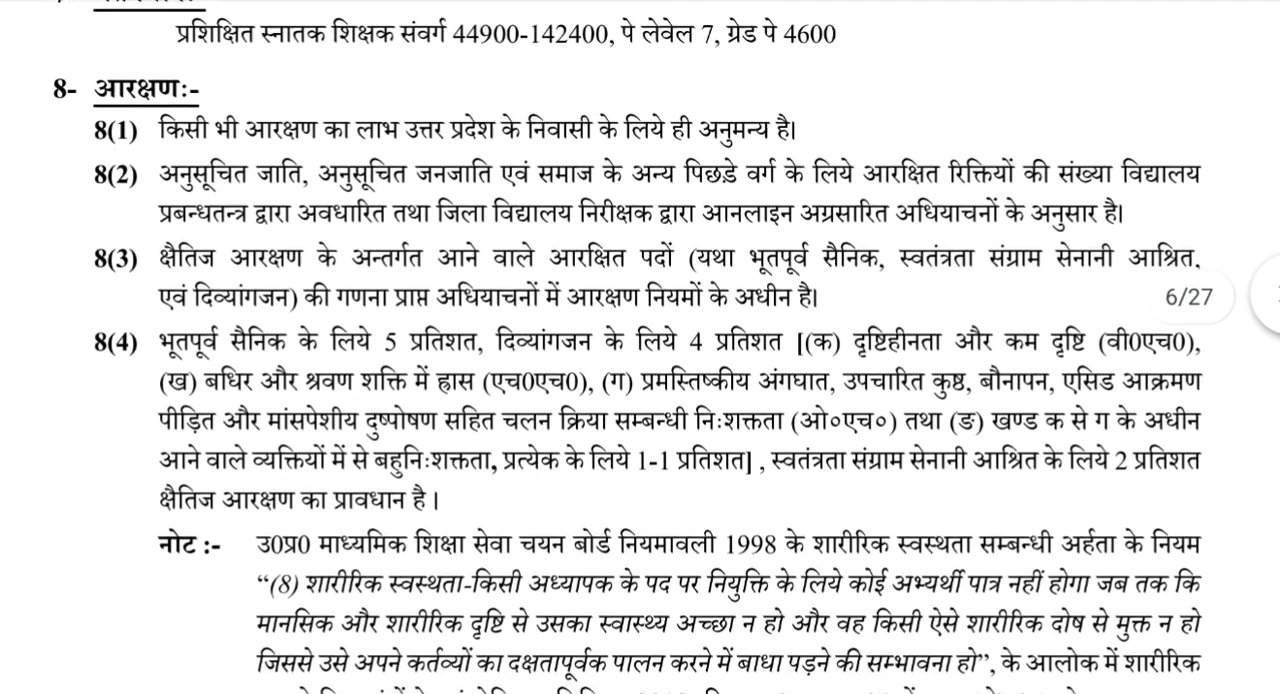 प्रशिक्षित स्नातक शिक्षक संवर्ग 44900-142400, पे लेवेल 7, ग्रेड पे 4600
8- आरक्षणः-
8(1) किसी भी आरक्षण का लाभ उत्तर प्रदेश के निवासी के लिये ही अनुमन्य है।
8(2) अनुसूचित जाति, अनुसूचित जनजाति एवं समाज के अन्य पिछडे वर्ग के लिये आरक्षित रिक्तियों की संख्या विद्यालय
प्रबन्धतन्त्र द्वारा अवधारित तथा जिला विद्यालय निरीक्षक द्वारा आनलाइन अग्रसारित अधियाचनों के अनुसार है।
8(3) क्षैतिज आरक्षण के अन्तर्गत आने वाले आरक्षित पदों (यथा भूतपूर्व सैनिक, स्वतंत्रता संग्राम सेनानी आश्रित,
एवं दिव्यांगजन) की गणना प्राप्त अधियाचनों में आरक्षण नियमों के अधीन है।
6/27
8(4) भूतपूर्व सैनिक के लिये 5 प्रतिशत, दिव्यांगजन के लिये 4 प्रतिशत [(क) दृष्टिहीनता और कम दृष्टि (वी0एच0),
(ख) बधिर और श्रवण शक्ति में ह्रास (एच0एच0), (ग) प्रमस्तिष्कीय अंगघात, उपचारित कुष्ठ, बौनापन, एसिड आक्रमण
पीड़ित और मांसपेशीय दुष्पोषण सहित चलन क्रिया सम्बन्धी निःशक्तता (ओ०एच०) तथा (ङ) खण्ड क से ग के अधीन
आने वाले व्यक्तियों में से बहुनिःशक्तता, प्रत्येक के लिये 1-1 प्रतिशत] , स्वतंत्रता संग्राम सेनानी आश्रित के लिये 2 प्रतिशत
क्षैतिज आरक्षण का प्रावधान है ।
नोट :- उ0प्र0 माध्यमिक शिक्षा सेवा चयन बोर्ड नियमावली 1998 के शारीरिक स्वस्थता सम्बन्धी अर्हता के नियम
“(8) शारीरिक स्वस्थता-किसी अध्यापक के पद पर नियुक्ति के लिये कोई अभ्यर्थी पात्र नहीं होगा जब तक कि
मानसिक और शारीरिक दृष्टि से उसका स्वास्थ्य अच्छा न हो और वह किसी ऐसे शारीरिक दोष से मुक्त न हो
जिससे उसे अपने कर्तव्यों का दक्षतापूर्वक पालन करने में बाधा पड़ने की सम्भावना हो”, के आलोक में शारीरिक